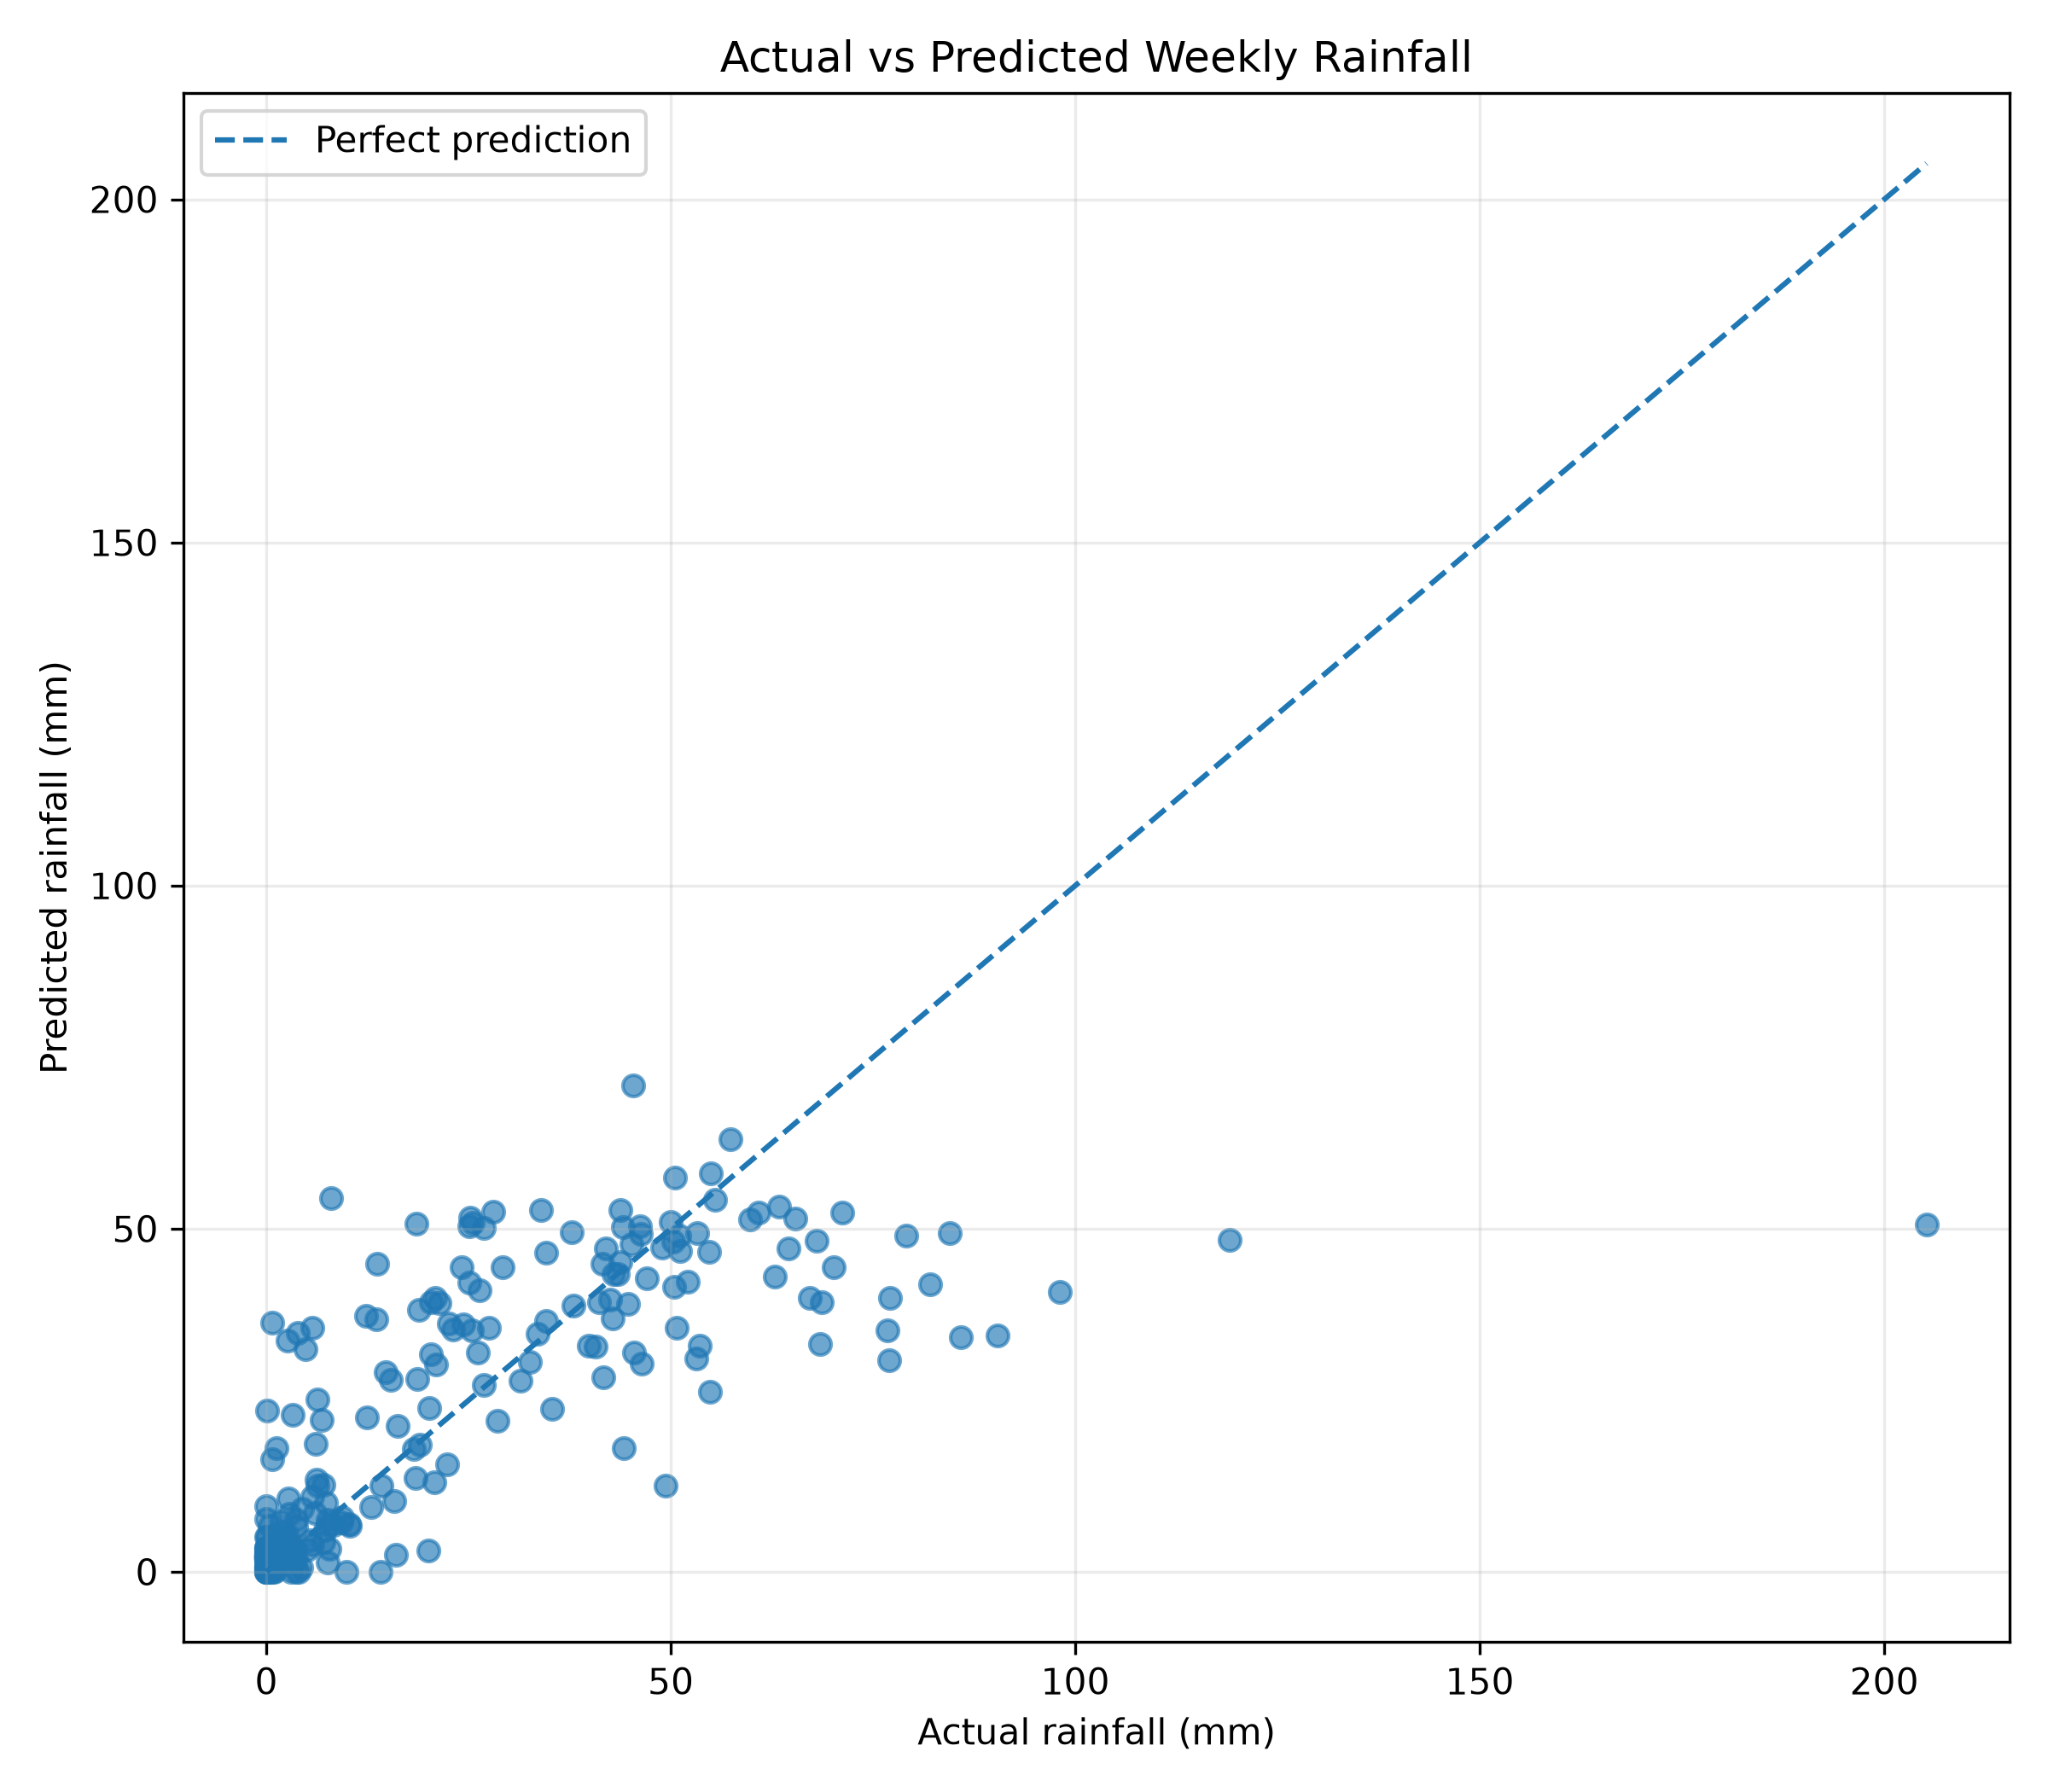 Actual vs Predicted Weekly Rainfall
Perfect prediction
200
150
100
50
0
Predicted rainfall (mm)
0 50 100 150 200
Actual rainfall (mm)